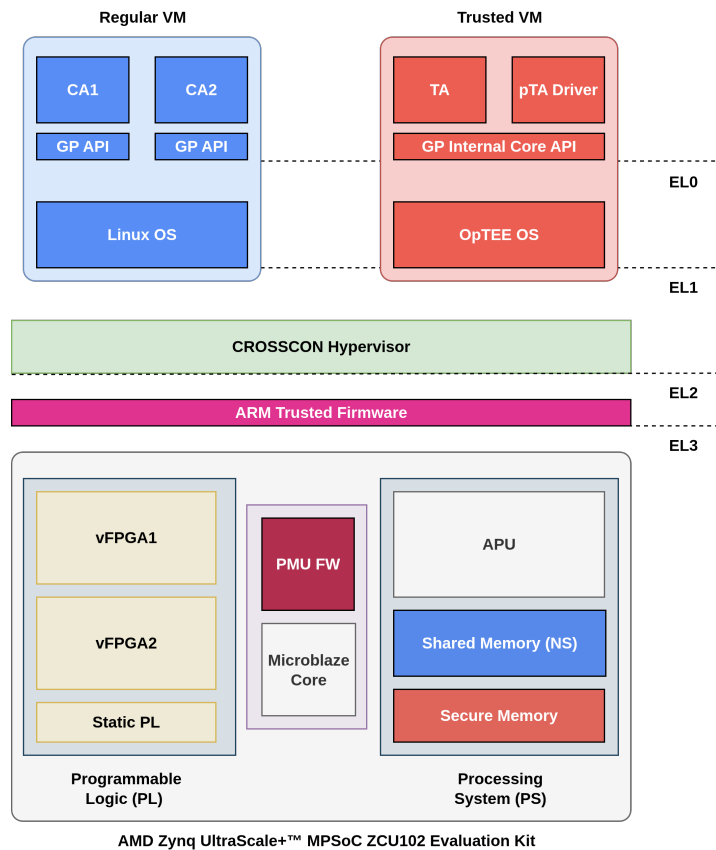 Regular VM
Trusted VM
CA1
CA2
TA
pTA Driver
GP API
GP API
GP Internal Core API
EL0
Linux OS
OpTEE OS
EL1
CROSSCON Hypervisor
EL2
ARM Trusted Firmware
EL3
vFPGA1
vFPGA2
Static PL
PMU FW
Microblaze
Core
APU
Shared Memory (NS)
Secure Memory
Programmable
Logic (PL)
Processing
System (PS)
AMD Zynq UltraScale+™ MPSoC ZCU102 Evaluation Kit